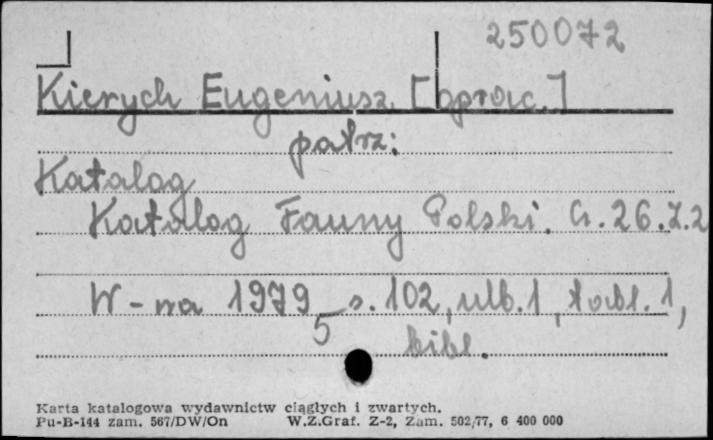 250072
Kierych Eugeniusz [oprac.]
patrz:
Katalog
Katalog Fauny Polski. Cz. 26. Z. 2
W-wa 1979 s. 102, nlb. 1, tabl. 1,
5 bibl.
Karta katalogowa wydawnictw ciągłych i zwartych.
Pu-B-144 zam. 567/DW/On W.Z.Graf. Z-2, Zam. 502/77, 6 400 000